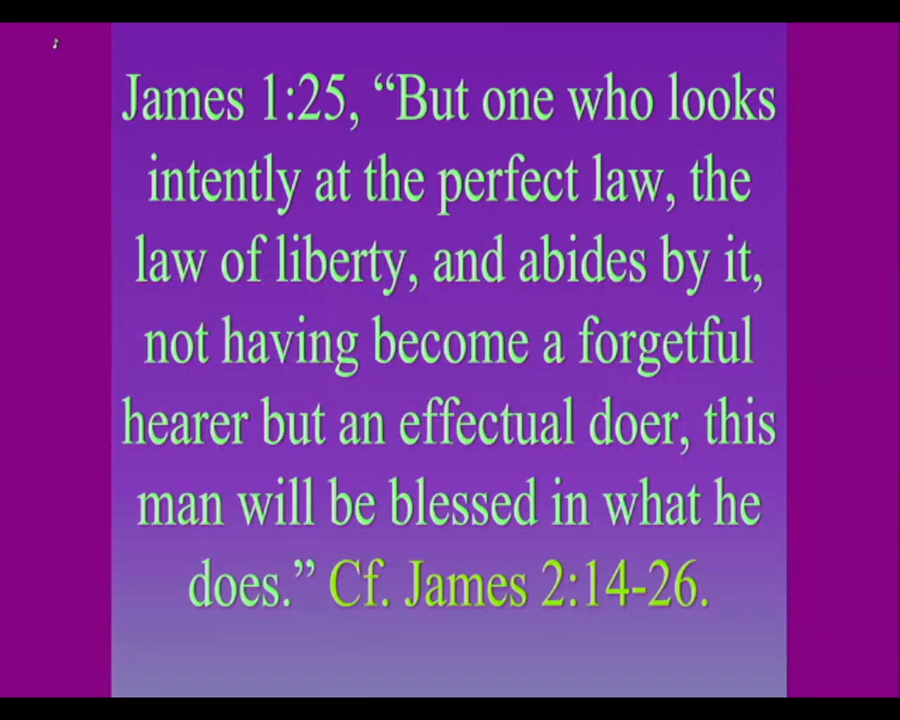 James 1:25, “But one who looks
intently at the perfect law, the
law of liberty, and abides by it,
not having become a forgetful
hearer but an effectual doer, this
man will be blessed in what he
does.” Cf. James 2:14-26.